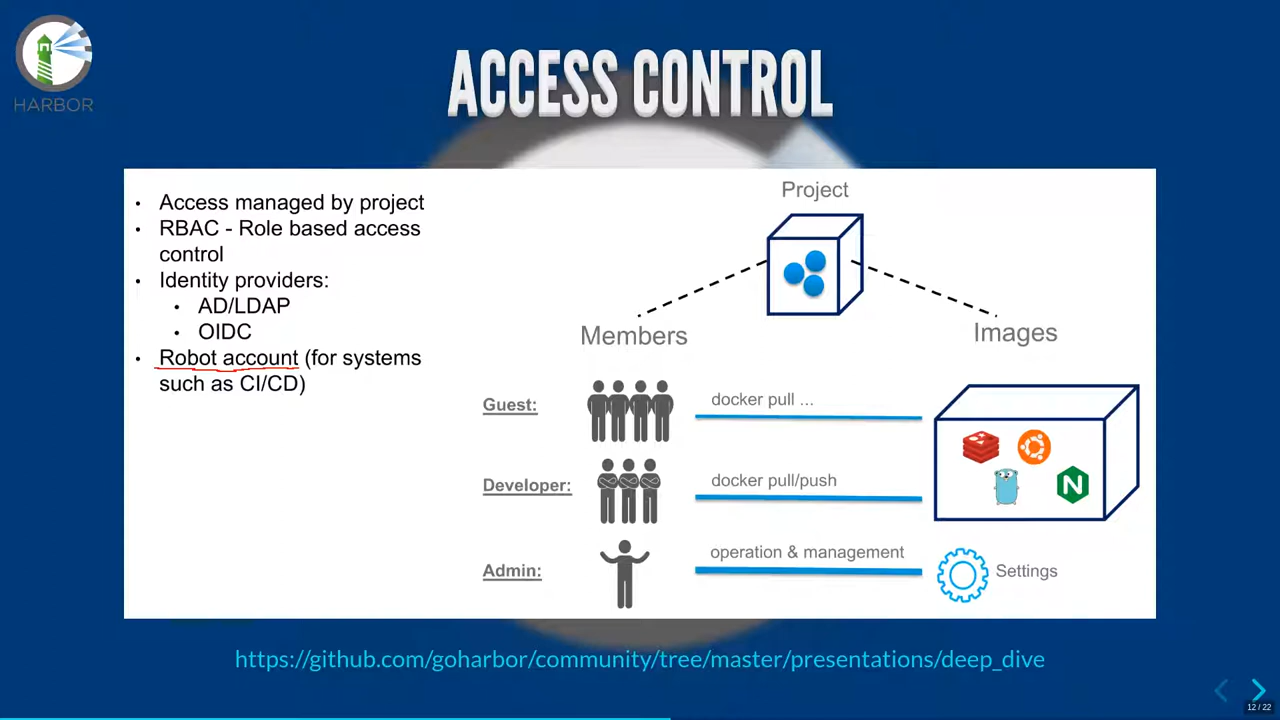 HARBOR
ACCESS CONTROL
• Access managed by project
• RBAC - Role based access
control
• Identity providers:
• AD/LDAP
• OIDC
• Robot account (for systems
such as CI/CD)
Project
Members
Images
Guest:
docker pull ...
Developer:
docker pull/push
Admin:
operation & management
Settings
N
https://github.com/goharbor/community/tree/master/presentations/deep_dive
12 / 22